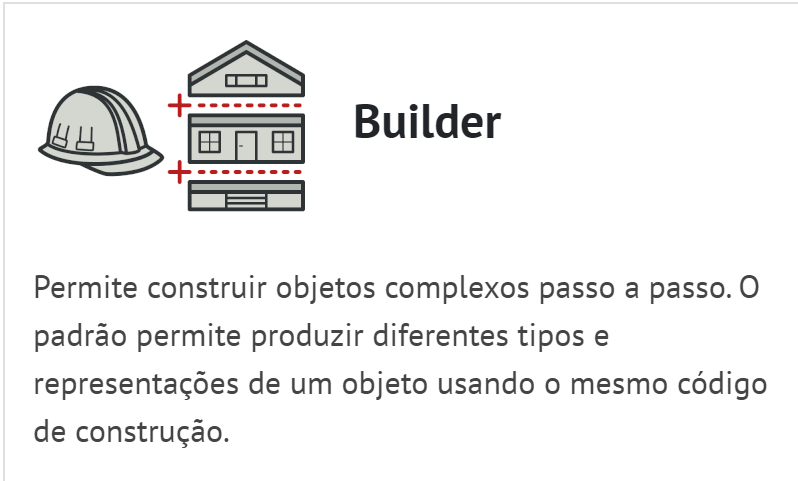 Builder
Permite construir objetos complexos passo a passo. O
padrão permite produzir diferentes tipos e
representações de um objeto usando o mesmo código
de construção.